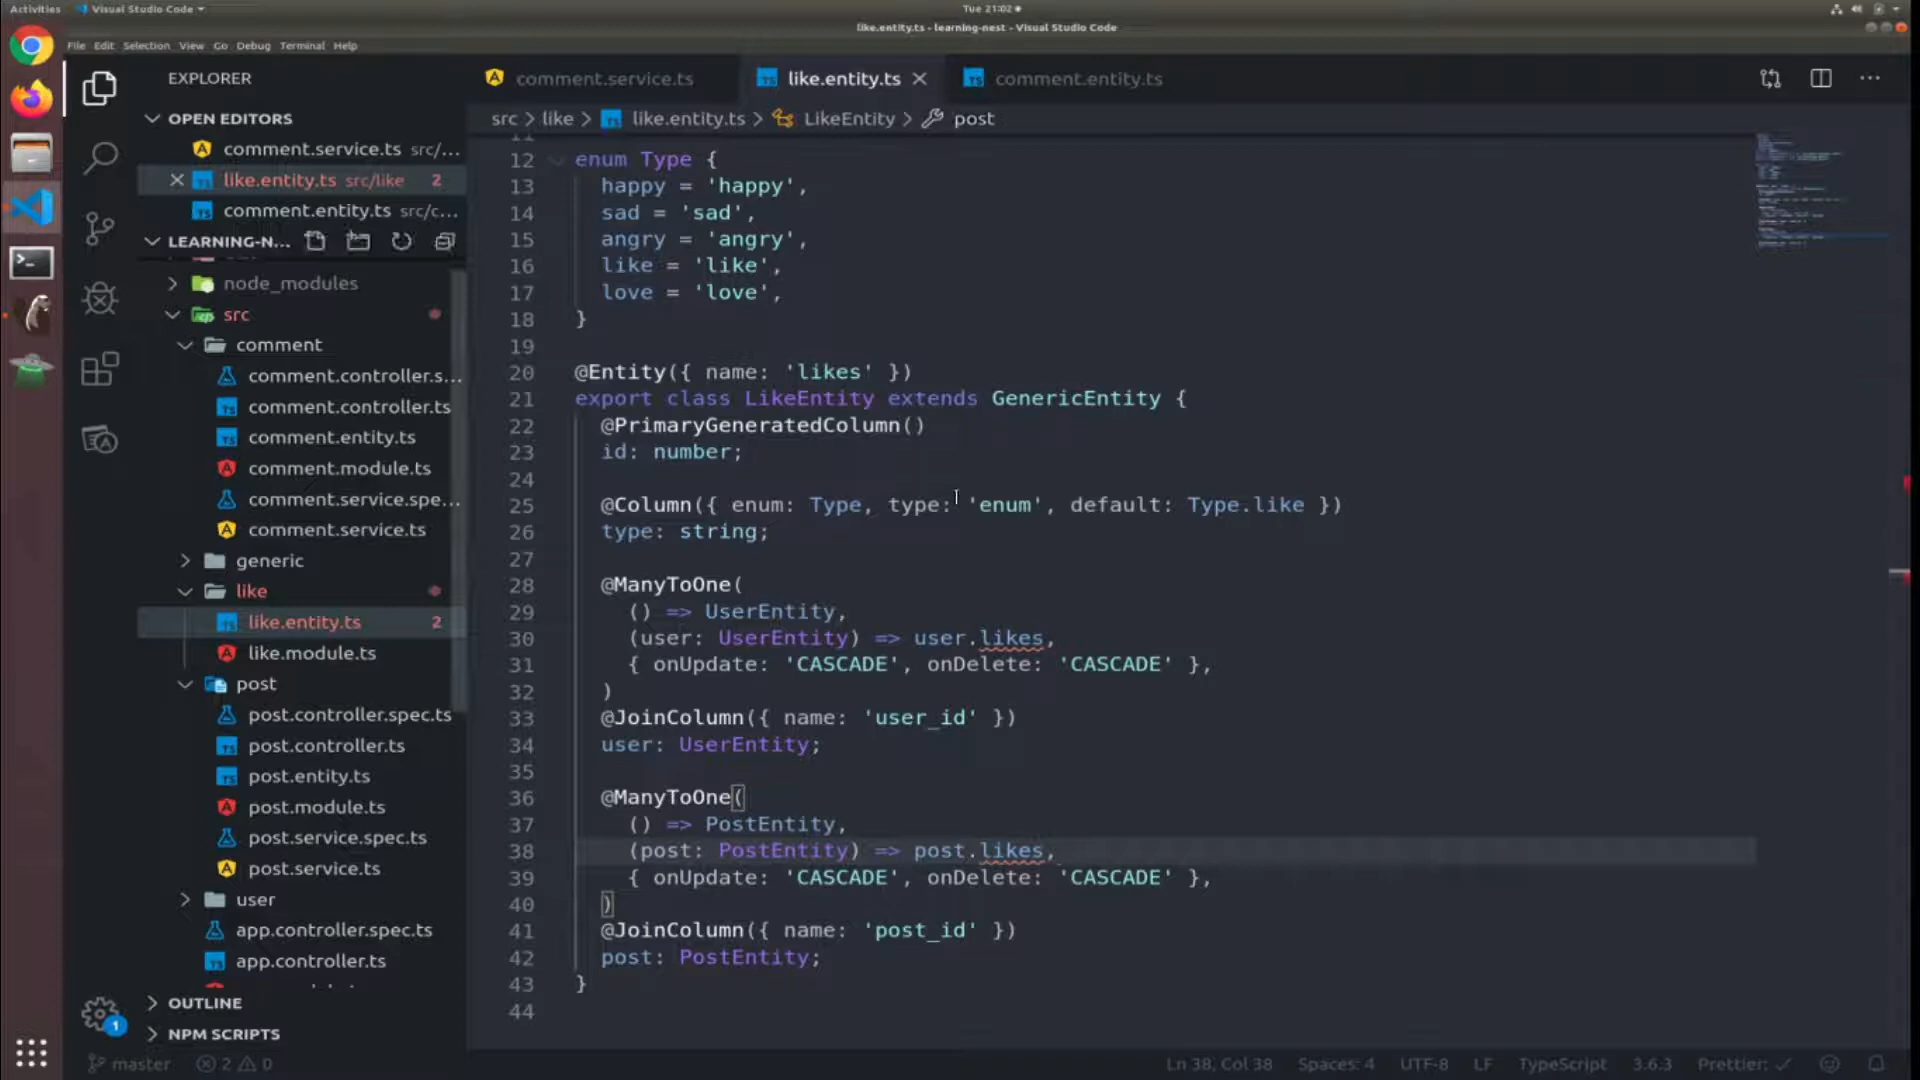 Activities
Visual Studio Code
Tue 21:02
like.entity.ts - learning-nest - Visual Studio Code
File Edit Selection View Go Debug Terminal Help
EXPLORER
OPEN EDITORS
comment.service.ts src/...
like.entity.ts src/like 2
comment.entity.ts src/c...
LEARNING-N...
node_modules
src
comment
comment.controller.s...
comment.controller.ts
comment.entity.ts
comment.module.ts
comment.service.spe...
comment.service.ts
generic
like
like.entity.ts 2
like.module.ts
post
post.controller.spec.ts
post.controller.ts
post.entity.ts
post.module.ts
post.service.spec.ts
post.service.ts
user
app.controller.spec.ts
app.controller.ts
OUTLINE
NPM SCRIPTS
1
comment.service.ts
like.entity.ts
comment.entity.ts
src > like > like.entity.ts > LikeEntity > post
12 enum Type {
13 happy = 'happy',
14 sad = 'sad',
15 angry = 'angry',
16 like = 'like',
17 love = 'love',
18 }
19
20 @Entity({ name: 'likes' })
21 export class LikeEntity extends GenericEntity {
22 @PrimaryGeneratedColumn()
23 id: number;
24
25 @Column({ enum: Type, type: 'enum', default: Type.like })
26 type: string;
27
28 @ManyToOne(
29 () => UserEntity,
30 (user: UserEntity) => user.likes,
31 { onUpdate: 'CASCADE', onDelete: 'CASCADE' },
32 )
33 @JoinColumn({ name: 'user_id' })
34 user: UserEntity;
35
36 @ManyToOne(
37 () => PostEntity,
38 (post: PostEntity) => post.likes,
39 { onUpdate: 'CASCADE', onDelete: 'CASCADE' },
40 )
41 @JoinColumn({ name: 'post_id' })
42 post: PostEntity;
43 }
44
master 2 0
Ln 38, Col 38 Spaces: 4 UTF-8 LF TypeScript 3.6.3 Prettier: ✓